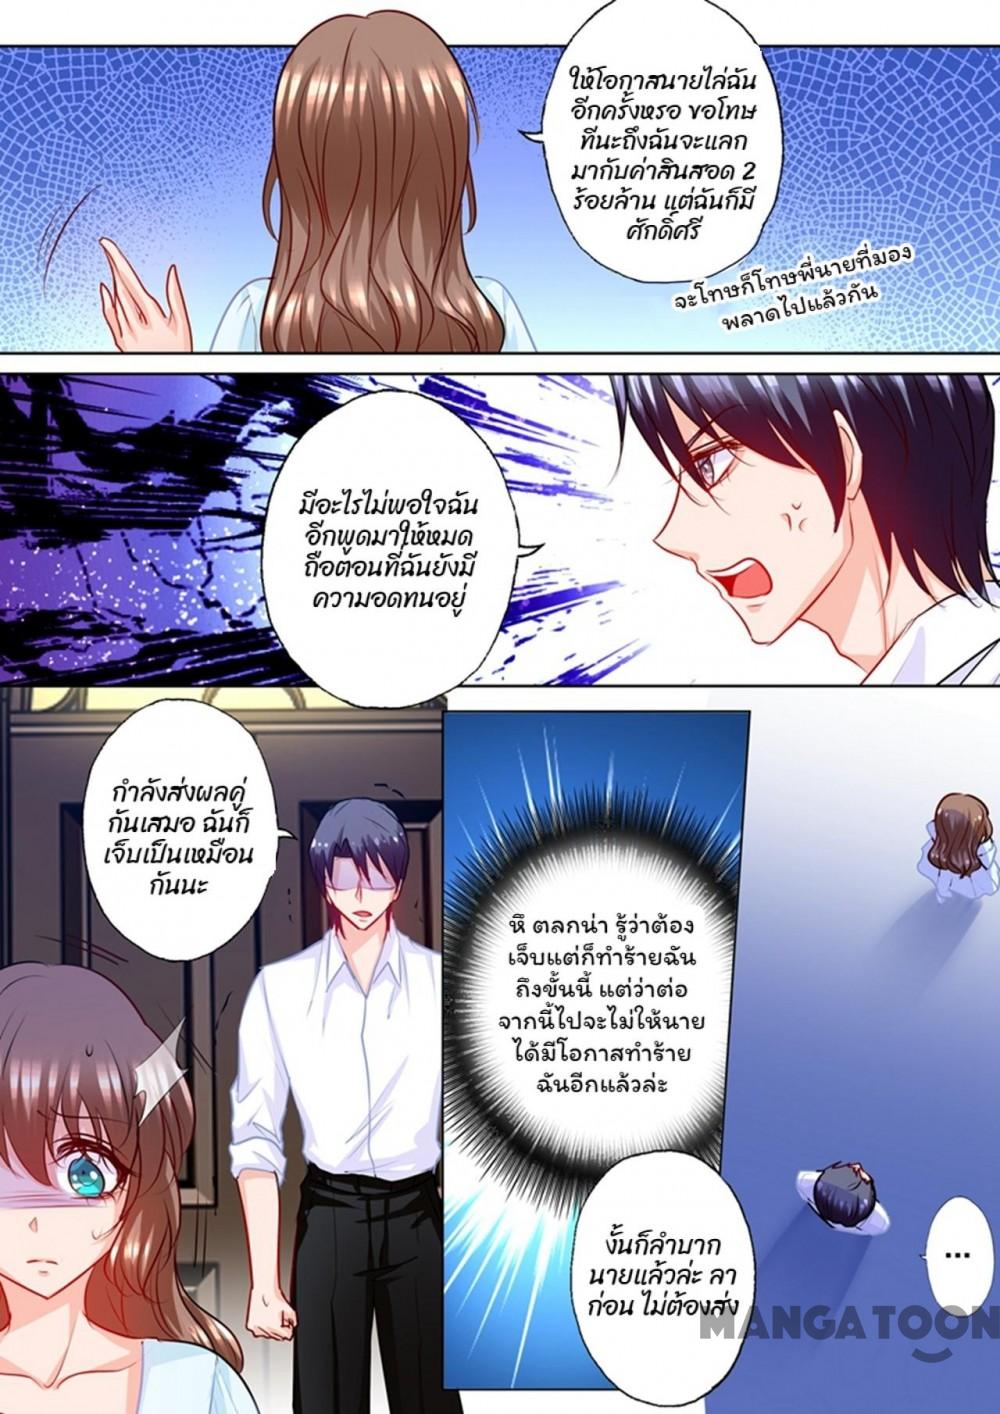 ให้โอกาสนายไล่ฉัน
อีกครั้งหรอ ขอโทษ
ทีนะถึงฉันจะแลก
มากับค่าสินสอด 2
ร้อยล้าน แต่ฉันก็มี
ศักดิ์ศรี
จะโทษก็โทษพี่นายที่มอง
พลาดไปแล้วกัน
มีอะไรไม่พอใจฉัน
อีกพูดมาให้หมด
ถือตอนที่ฉันยังมี
ความอดทนอยู่
กำลังส่งผลคู่
กันเสมอ ฉันก็
เจ็บเป็นเหมือน
กันนะ
หึ ตลกน่า รู้ว่าต้อง
เจ็บแต่ก็ทำร้ายฉัน
ถึงขั้นนี้ แต่ว่าต่อ
จากนี้ไปจะไม่ให้นาย
ได้มีโอกาสทำร้าย
ฉันอีกแล้วล่ะ
งั้นก็ลำบาก
นายแล้วล่ะ ลา
ก่อน ไม่ต้องส่ง
...
MANGATOON